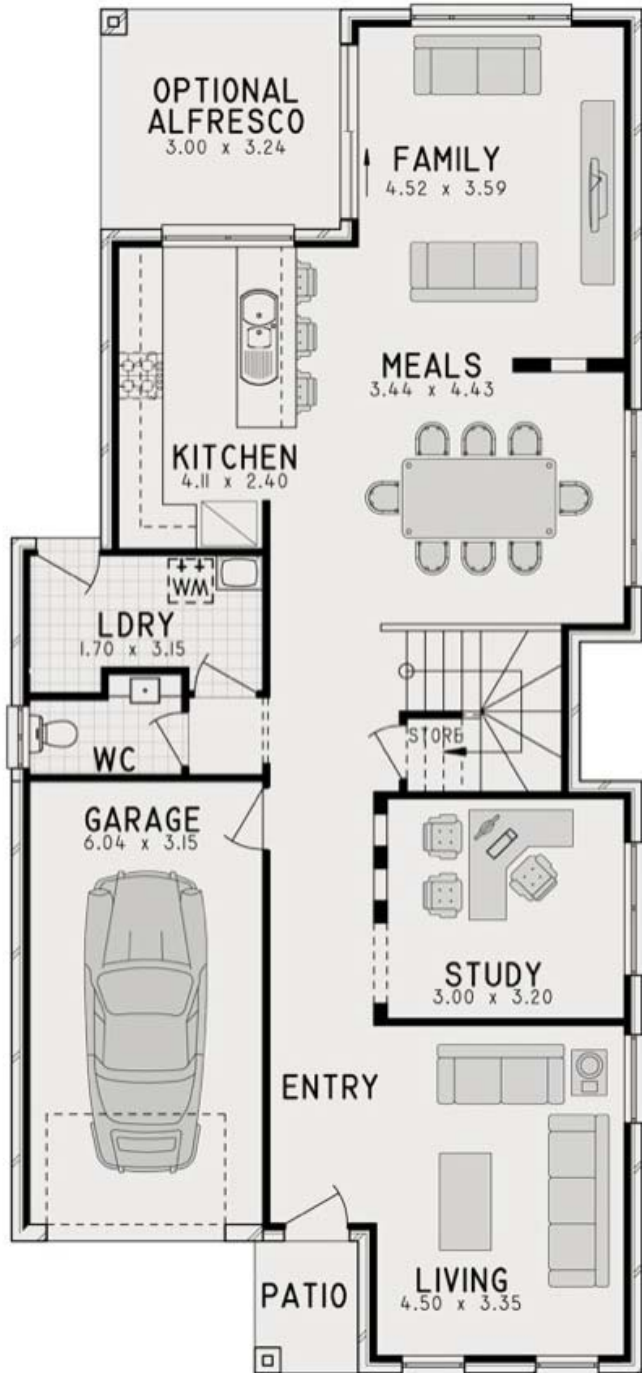 OPTIONAL
ALFRESCO
3.00 x 3.24
FAMILY
4.52 x 3.59
MEALS
3.44 x 4.43
KITCHEN
4.11 x 2.40
WM
LDRY
1.70 x 3.15
WC
STORE
GARAGE
6.04 x 3.15
STUDY
3.00 x 3.20
ENTRY
LIVING
4.50 x 3.35
PATIO